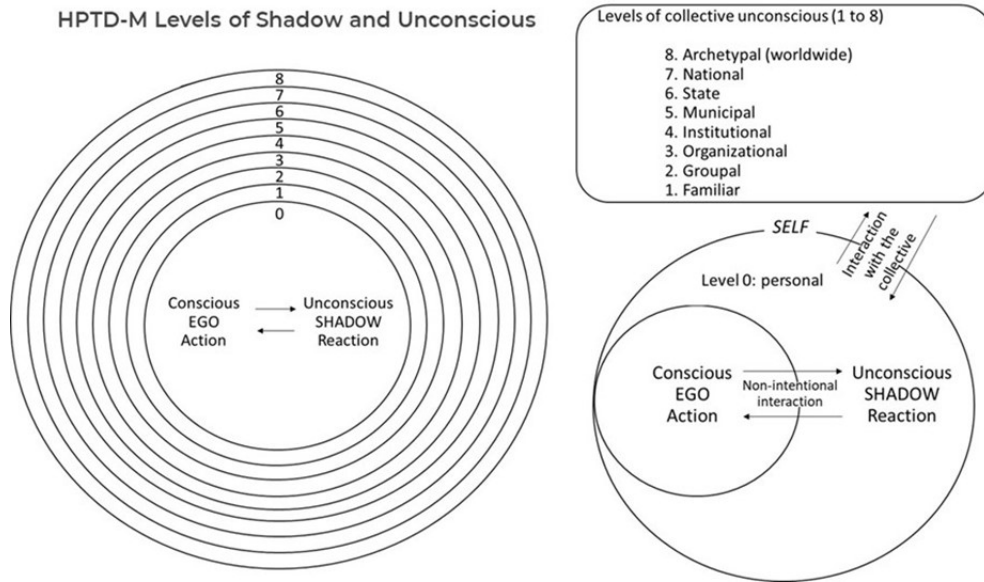 HPTD-M Levels of Shadow and Unconscious
8
7
6
5
4
3
2
1
0
Conscious
EGO
Action
Unconscious
SHADOW
Reaction
Levels of collective unconscious (1 to 8)
8. Archetypal (worldwide)
7. National
6. State
5. Municipal
4. Institutional
3. Organizational
2. Groupal
1. Familiar
SELF
Interaction
with the
collective
Level 0: personal
Conscious
EGO
Action
Non-intentional
interaction
Unconscious
SHADOW
Reaction